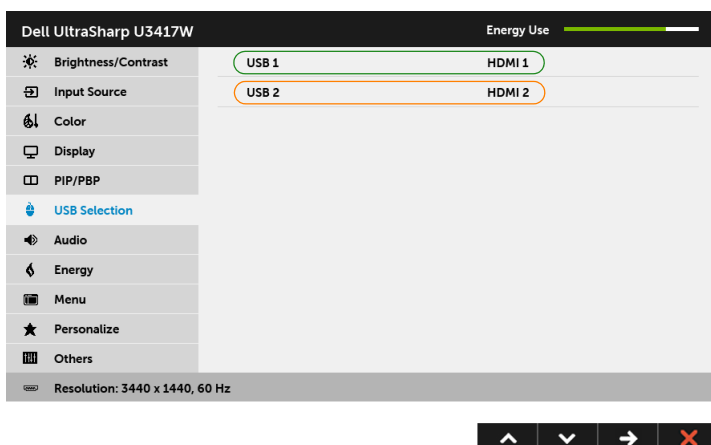 Dell UltraSharp U3417W Energy Use
Brightness/Contrast USB 1 HDMI 1
Input Source USB 2 HDMI 2
Color
Display
PIP/PBP
USB Selection
Audio
Energy
Menu
Personalize
Others
Resolution: 3440 x 1440, 60 Hz